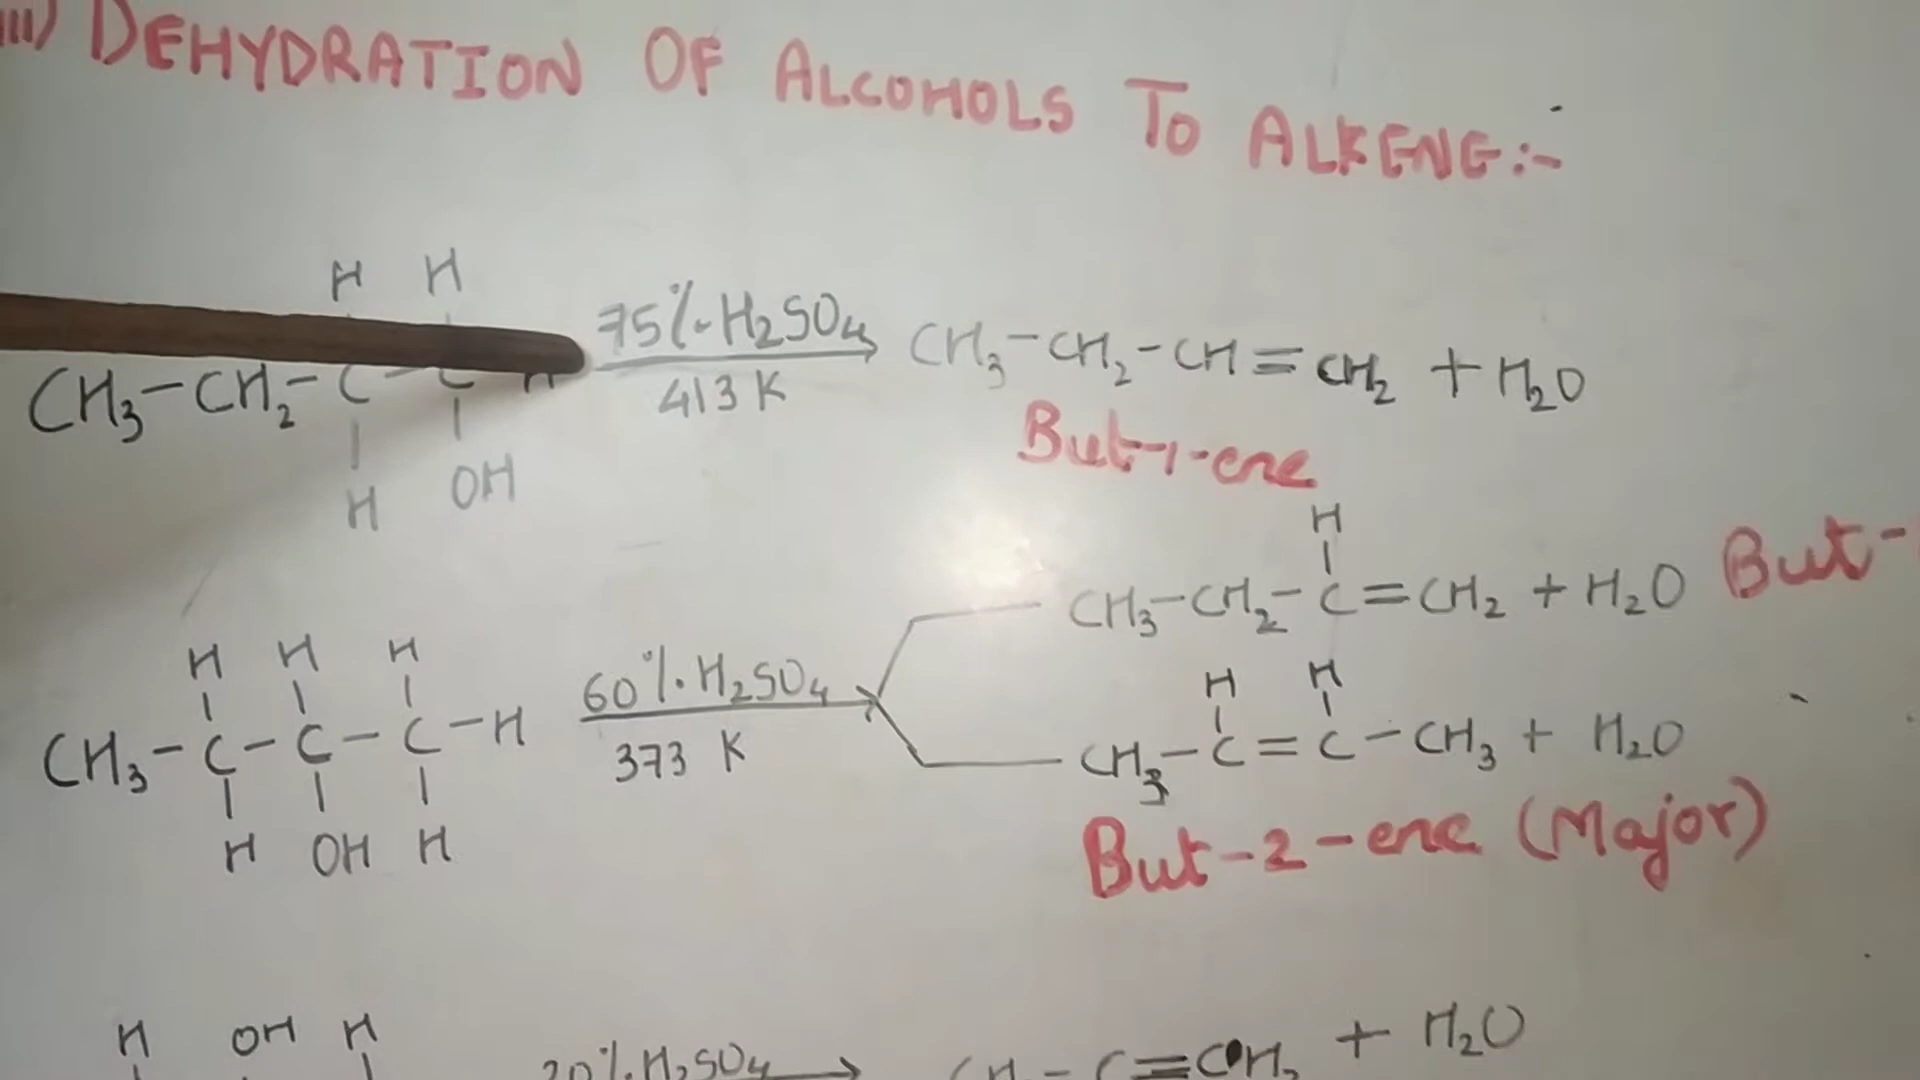 III) DEHYDRATION OF ALCOHOLS TO ALKENE:-
H H
75%.H₂SO₄
CH₃-CH₂-C-C H → CH₃-CH₂-CH=CH₂ + H₂O
413 K
H OH
But-1-ene
H
CH₃-CH₂-C=CH₂ + H₂O But-
H H H
60%.H₂SO₄
H H
CH₃-C-C-C-H → CH₃-C=C-CH₃ + H₂O
373 K
H OH H
But-2-ene (Major)
H OH H
20%.H₂SO₄ → + H₂O